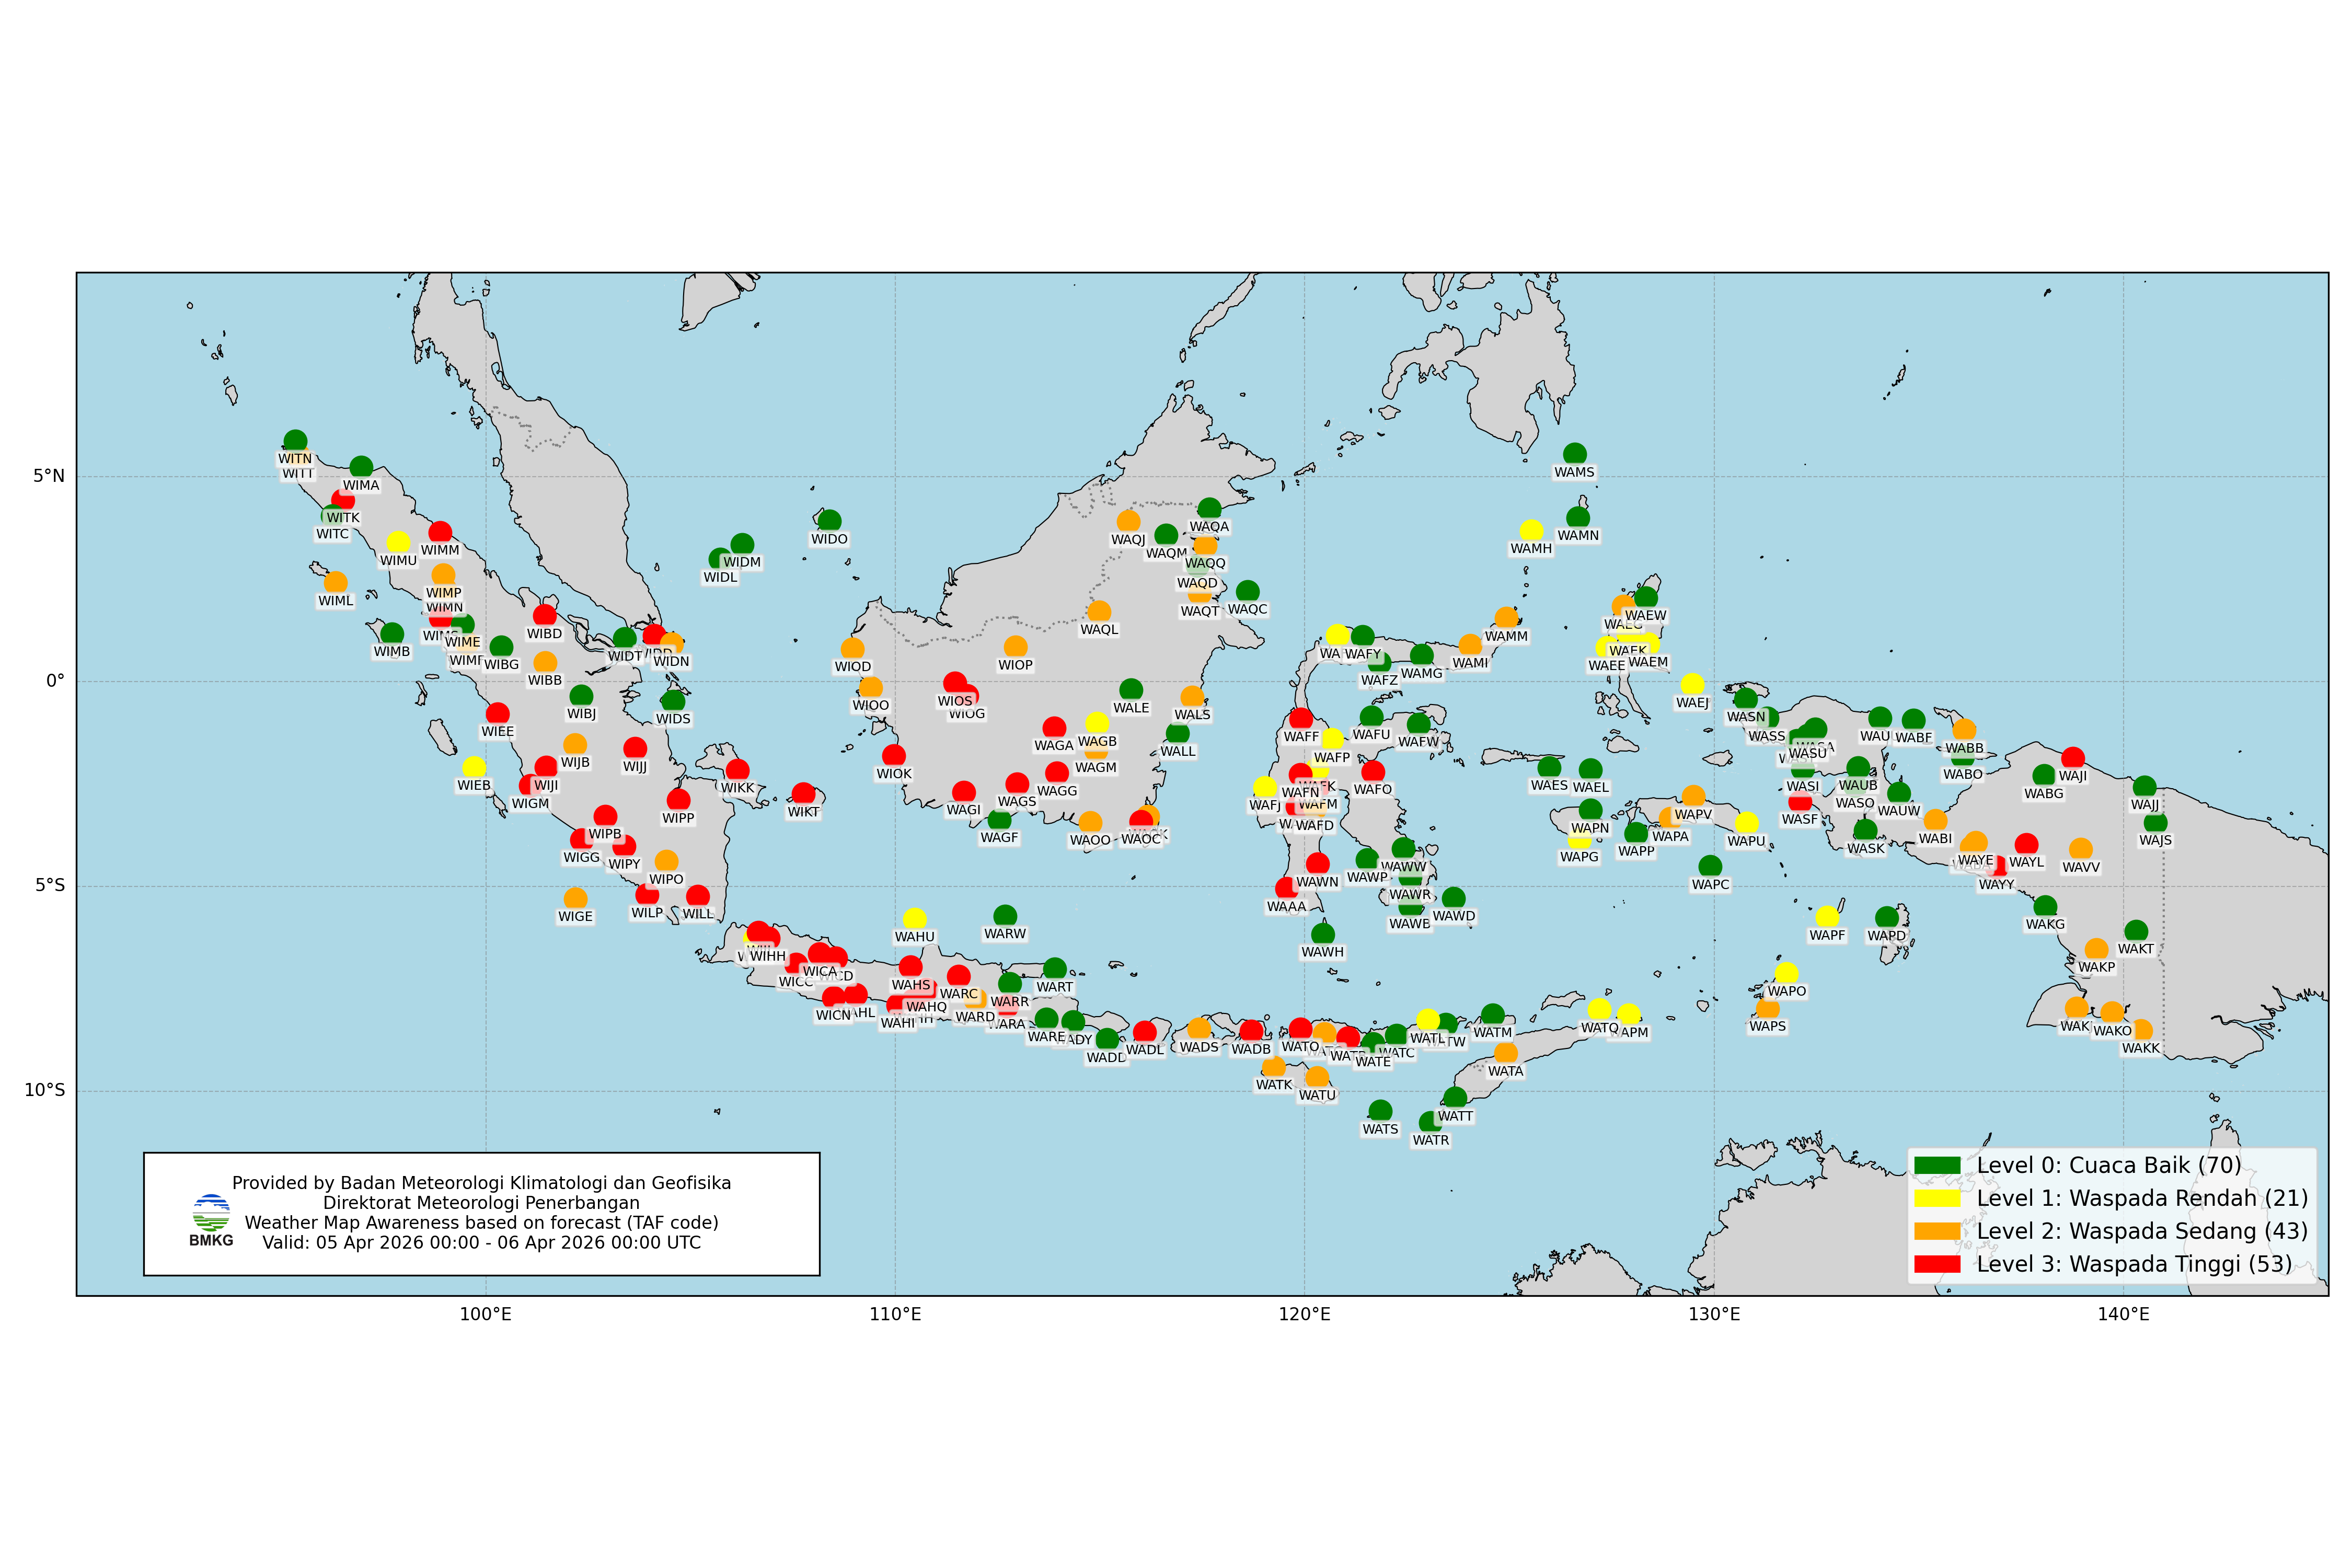 WITN
WITT
WIMA
WITK
WITC
WIMU
WIMM
WIML
WIMP
WIMN
WIME
WIMB
WIBG
WIBD
WIBB
WIBJ
WIDT
WIDN
WIDS
WIDL
WIDM
WIDO
WIEE
WIEB
WIJB
WIJJ
WIJI
WIGM
WIPP
WIPB
WIGG
WIPY
WIPO
WIGE
WILP
WILL
WIKK
WIKT
WIOD
WIOO
WIOP
WIOS
WIOG
WIOK
WAQA
WAQJ
WAQM
WAQQ
WAQD
WAQT
WAQC
WAQL
WALE
WALS
WALL
WAGB
WAGA
WAGM
WAGG
WAGS
WAGI
WAGF
WAOO
WAOC
WAMS
WAMN
WAMH
WAMM
WAMI
WAMG
WAFY
WAFZ
WAFF
WAFU
WAFW
WAFP
WAFJ
WAFN
WAFO
WAFM
WAFD
WAWN
WAAA
WAWP
WAWW
WAWR
WAWB
WAWD
WAWH
WAEW
WAEK
WAEE
WAEM
WAEJ
WAES
WAEL
WAPN
WAPG
WAPP
WAPA
WAPV
WAPU
WAPC
WAPF
WAPD
WAPO
WAPS
WASN
WASS
WASU
WASI
WASF
WAUB
WASO
WASK
WAUW
WABF
WABB
WABO
WABG
WAJI
WAJJ
WAJS
WABI
WAYE
WAYL
WAYY
WAVV
WAKG
WAKT
WAKP
WAKO
WAKK
WAHU
WARW
WIHH
WICA
WICC
WICN
WAHS
WAHQ
WAHI
WARC
WARD
WARR
WARA
WART
WARE
WADD
WADL
WADS
WADB
WATO
WATE
WATC
WATL
WATM
WATQ
WATA
WATK
WATU
WATT
WATS
WATR
5°N
0°
5°S
10°S
100°E
110°E
120°E
130°E
140°E
Provided by Badan Meteorologi Klimatologi dan Geofisika
Direktorat Meteorologi Penerbangan
Weather Map Awareness based on forecast (TAF code)
Valid: 05 Apr 2026 00:00 - 06 Apr 2026 00:00 UTC
BMKG
Level 0: Cuaca Baik (70)
Level 1: Waspada Rendah (21)
Level 2: Waspada Sedang (43)
Level 3: Waspada Tinggi (53)